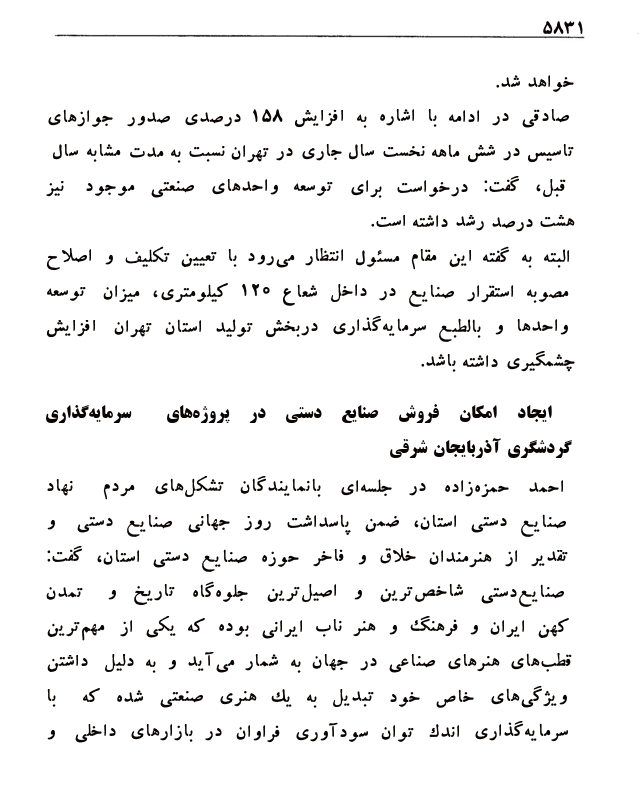 ۵۸۳۱
خواهد شد.
صادقی در ادامه با اشاره به افزایش ۱۵۸ درصدی صدور جوازهای
تاسیس در شش ماهه نخست سال جاری در تهران نسبت به مدت مشابه سال
قبل، گفت: درخواست برای توسعه واحدهای صنعتی موجود نیز
هشت درصد رشد داشته است.
البته به گفته این مقام مسئول انتظار می‌رود با تعیین تکلیف و اصلاح
مصوبه استقرار صنایع در داخل شعاع ۱۲۰ کیلومتری، میزان توسعه
واحدها و بالطبع سرمایه‌گذاری دربخش تولید استان تهران افزایش
چشمگیری داشته باشد.
ایجاد امکان فروش صنایع دستی در پروژه‌های سرمایه‌گذاری
گردشگری آذربایجان شرقی
احمد حمزه‌زاده در جلسه‌ای بانمایندگان تشکل‌های مردم نهاد
صنایع دستی استان، ضمن پاسداشت روز جهانی صنایع دستی و
تقدیر از هنرمندان خلاق و فاخر حوزه صنایع دستی استان، گفت:
صنایع‌دستی شاخص‌ترین و اصیل‌ترین جلوه‌گاه تاریخ و تمدن
کهن ایران و فرهنگ و هنر ناب ایرانی بوده که یکی از مهم‌ترین
قطب‌های هنرهای صناعی در جهان به شمار می‌آید و به دلیل داشتن
ویژگی‌های خاص خود تبدیل به یك هنری صنعتی شده که با
سرمایه‌گذاری اندك توان سودآوری فراوان در بازارهای داخلی و